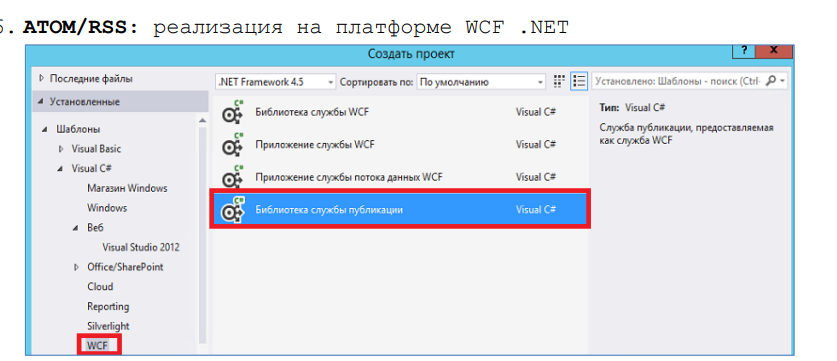 5. ATOM/RSS: реализация на платформе WCF .NET
Создать проект
? x
Последние файлы
Установленные
Шаблоны
Visual Basic
Visual C#
Магазин Windows
Windows
Веб
Visual Studio 2012
Office/SharePoint
Cloud
Reporting
Silverlight
WCF
.NET Framework 4.5
Сортировать по: По умолчанию
Установлено: Шаблоны - поиск (Ctrl-
C# Библиотека службы WCF Visual C#
C# Приложение службы WCF Visual C#
C# Приложение службы потока данных WCF Visual C#
C# Библиотека службы публикации Visual C#
Тип: Visual C#
Служба публикации, предоставляемая
как служба WCF